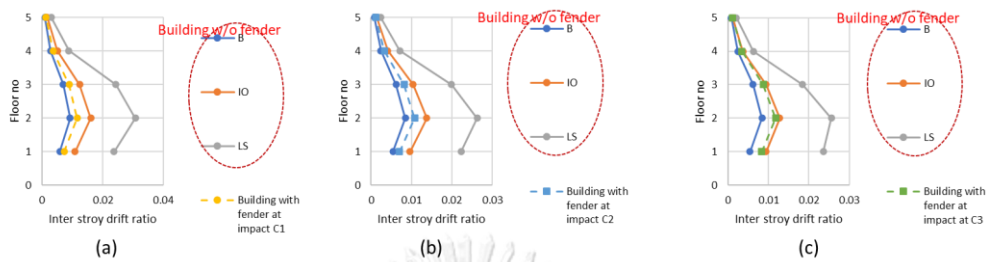 Building w/o fender
5
4
3
2
1
0
Floor no
0
0.02
0.04
Inter stroy drift ratio
B
IO
LS
Building with
fender at
impact C1
(a)
Building w/o fender
5
4
3
2
1
0
Floor no
0
0.01
0.02
0.03
Inter stroy drift ratio
B
IO
LS
Building with
fender at
impact C2
(b)
Building w/o fender
5
4
3
2
1
0
Floor no
0
0.01
0.02
0.03
Inter stroy drift ratio
B
IO
LS
Building with
fender at
impact at C3
(c)